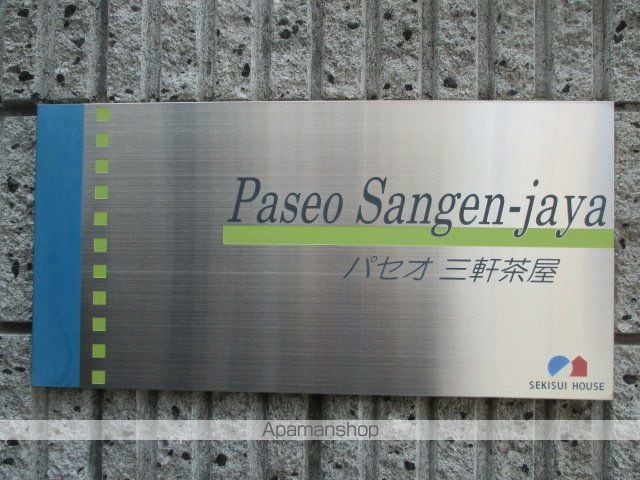 Paseo Sangen-jaya
パセオ 三軒茶屋
SEKISUI HOUSE
Apamanshop